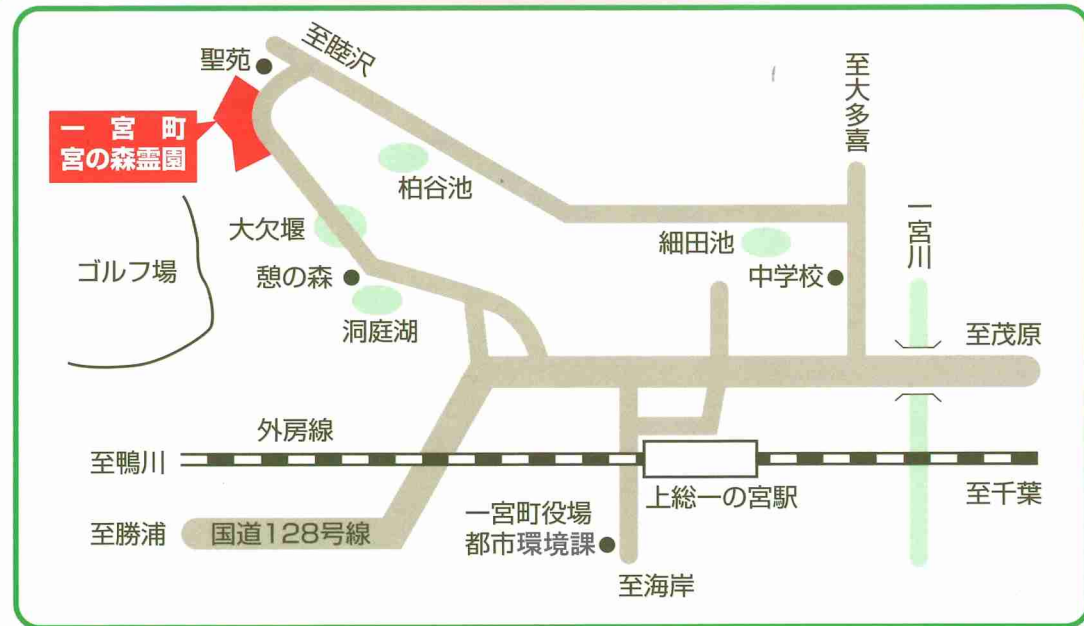 至睦沢
聖苑
一宮町
宮の森霊園
至大多喜
柏谷池
一宮川
大欠堰
細田池
ゴルフ場
憩の森
中学校
洞庭湖
至茂原
外房線
至鴨川
上総一の宮駅
至千葉
至勝浦
国道128号線
一宮町役場
都市環境課
至海岸